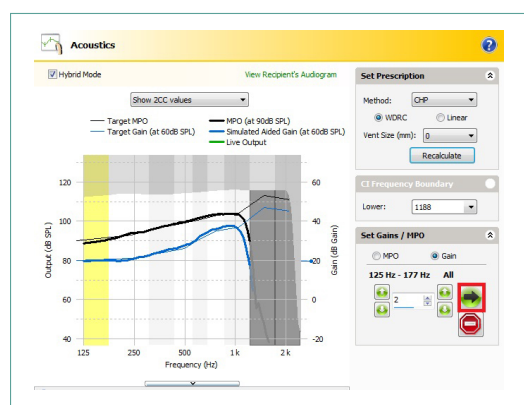 Acoustics
Hybrid Mode
View Recipient's Audiogram
Show 2CC values
Target MPO
MPO (at 90dB SPL)
Target Gain (at 60dB SPL)
Simulated Aided Gain (at 60dB SPL)
Live Output
Output (dB SPL)
120
100
80
60
40
Gain (dB Gain)
60
40
20
0
-20
125
250
500
1 k
2 k
Frequency (Hz)
Set Prescription
Method:
CHP
WDRC
Linear
Vent Size (mm):
0
Recalculate
CI Frequency Boundary
Lower:
1188
Set Gains / MPO
MPO
Gain
125 Hz - 177 Hz
All
2